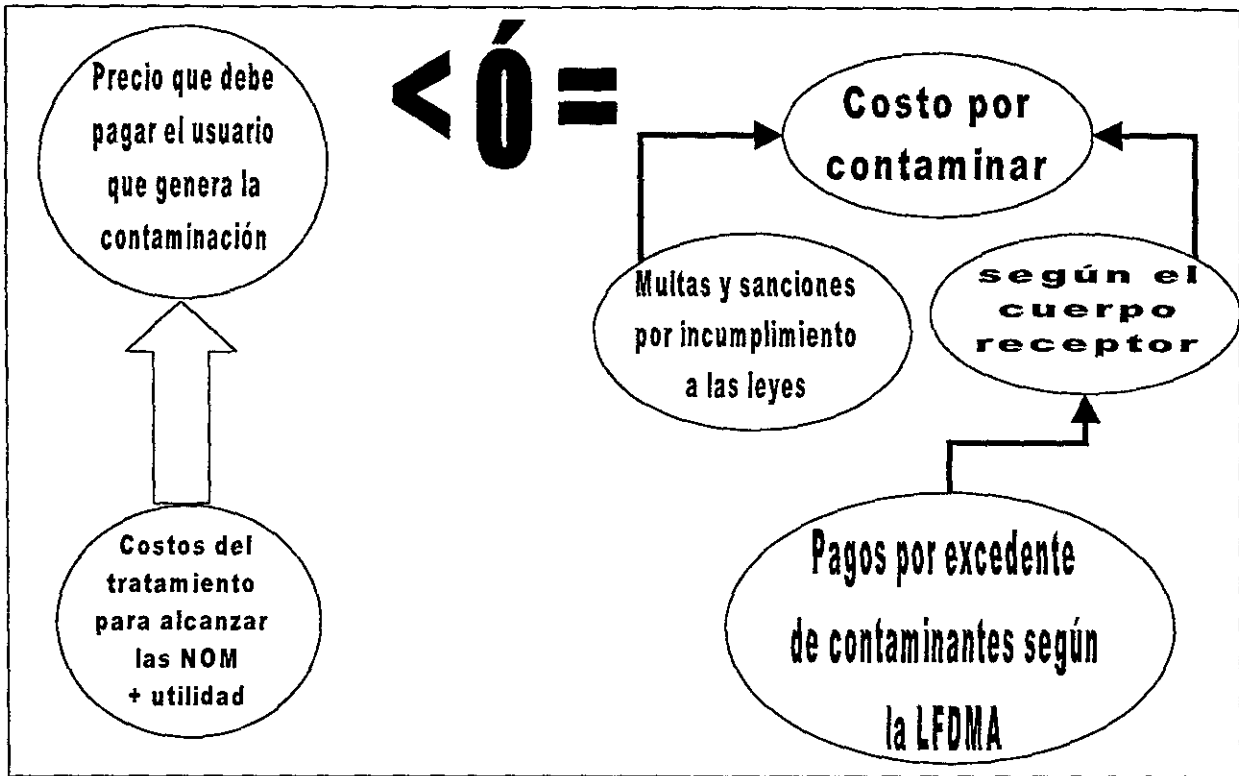 Precio que debe
pagar el usuario
que genera la
contaminación
< Ó =
Costo por
contaminar
Multas y sanciones
por incumplimiento
a las leyes
según el
cuerpo
receptor
Costos del
tratamiento
para alcanzar
las NOM
+ utilidad
Pagos por excedente
de contaminantes según
la LFDMA